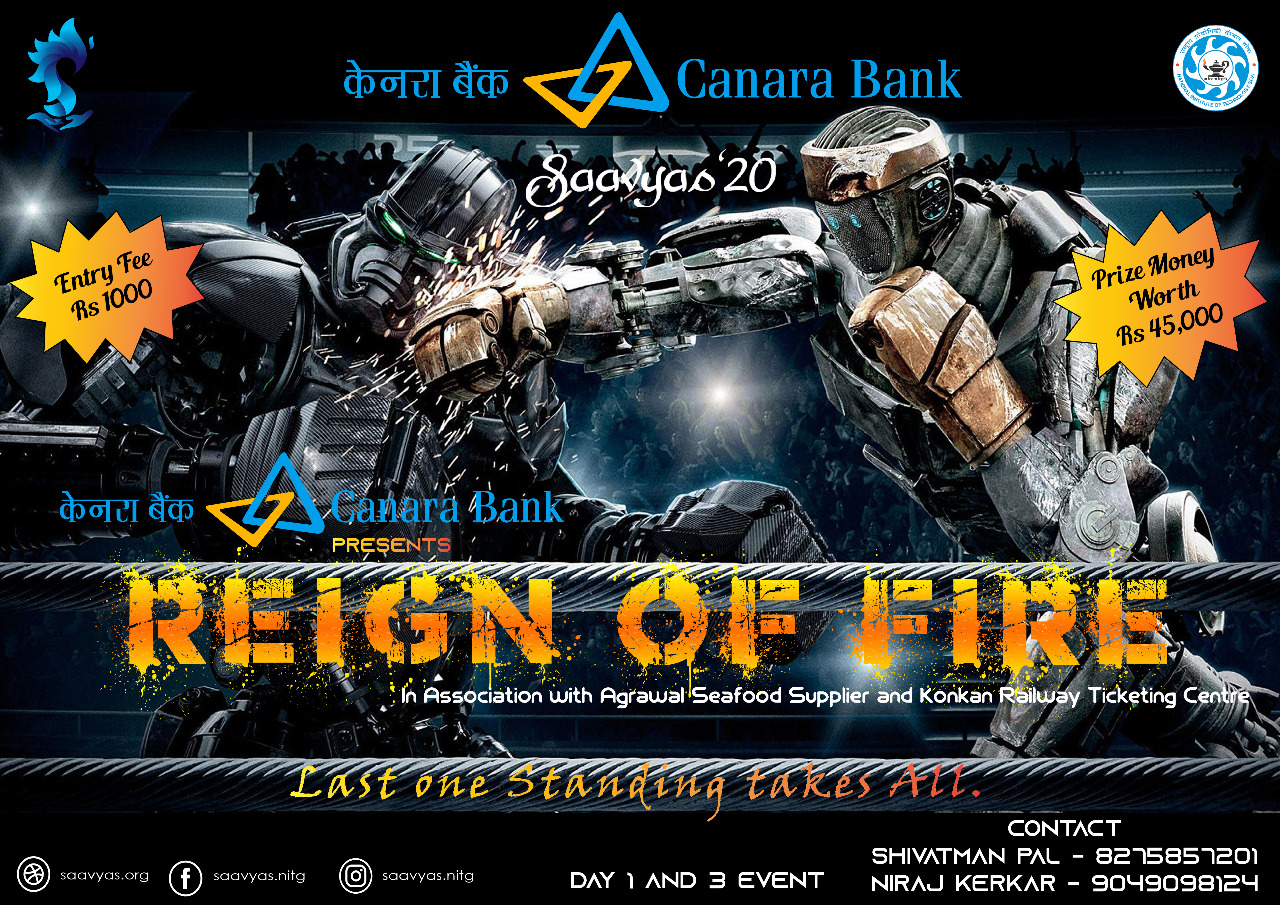 केनरा बैंक Canara Bank
Saavyas'20
Entry Fee
Rs 1000
Prize Money
Worth
Rs 45,000
केनरा बैंक Canara Bank
PRESENTS
REIGN OF FIRE
In Association with Agrawal Seafood Supplier and Konkan Railway Ticketing Centre
Last one Standing takes All.
CONTACT
SHIVATMAN PAL - 8275857201
NIRAJ KERKAR - 9049098124
DAY 1 AND 3 EVENT
saavyas.org
saavyas.nitg
saavyas.nitg